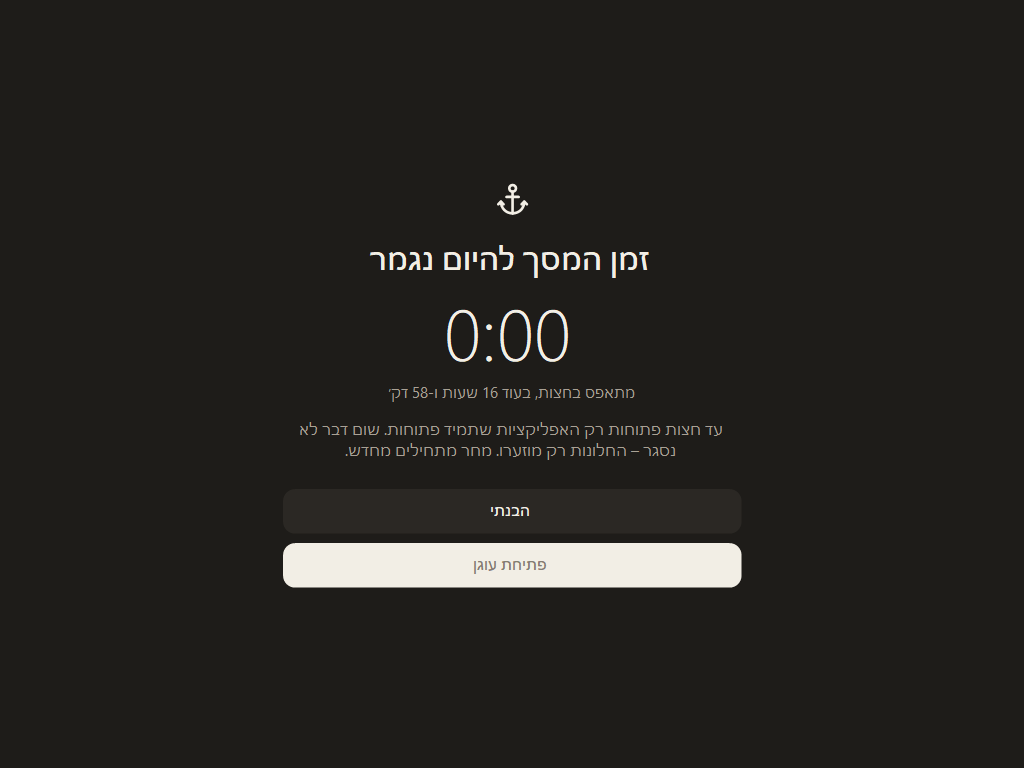 זמן המסך להיום נגמר
0:00
מתאפס בחצות, בעוד 16 שעות ו-58 דק׳
עד חצות פתוחות רק האפליקציות שתמיד פתוחות. שום דבר לא
נסגר – החלונות רק מוזערו. מחר מתחילים מחדש.
הבנתי
פתיחת עוגן